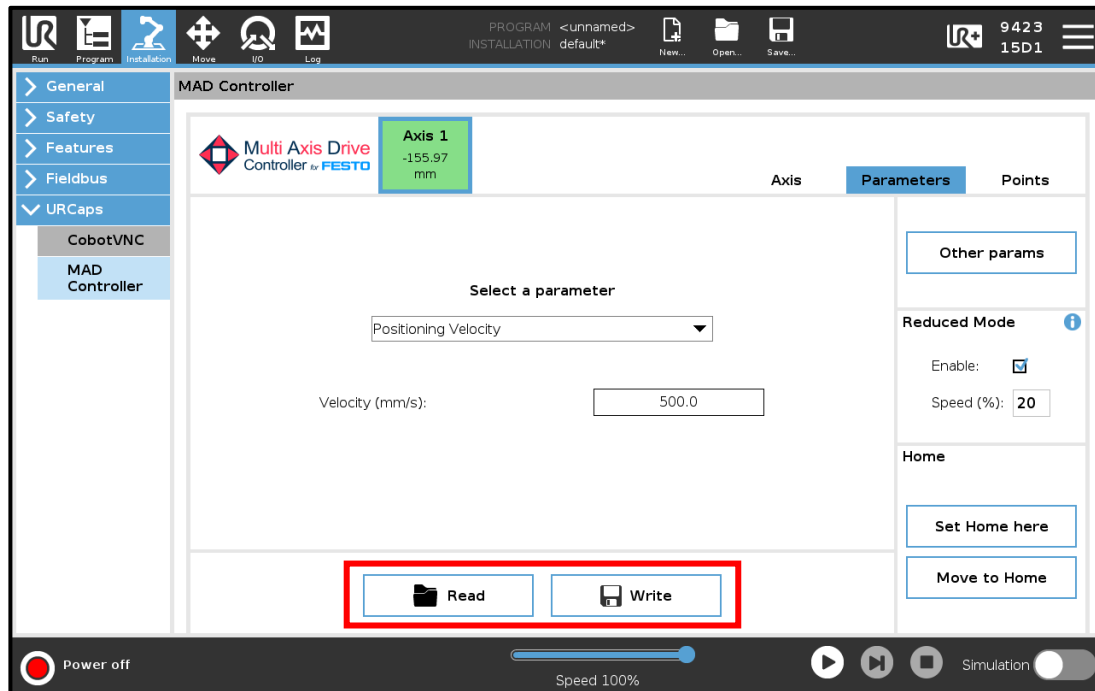 UR
Run
Program
Installation
Move
I/O
Log
PROGRAM <unnamed>
INSTALLATION default*
New...
Open...
Save...
UR+
9423
15D1
General
Safety
Features
Fieldbus
URCaps
CobotVNC
MAD
Controller
MAD Controller
Multi Axis Drive
Controller for FESTO
Axis 1
-155.97
mm
Axis
Parameters
Points
Select a parameter
Positioning Velocity
Velocity (mm/s):
500.0
Read
Write
Other params
Reduced Mode
i
Enable:
Speed (%): 20
Home
Set Home here
Move to Home
Power off
Speed 100%
Simulation